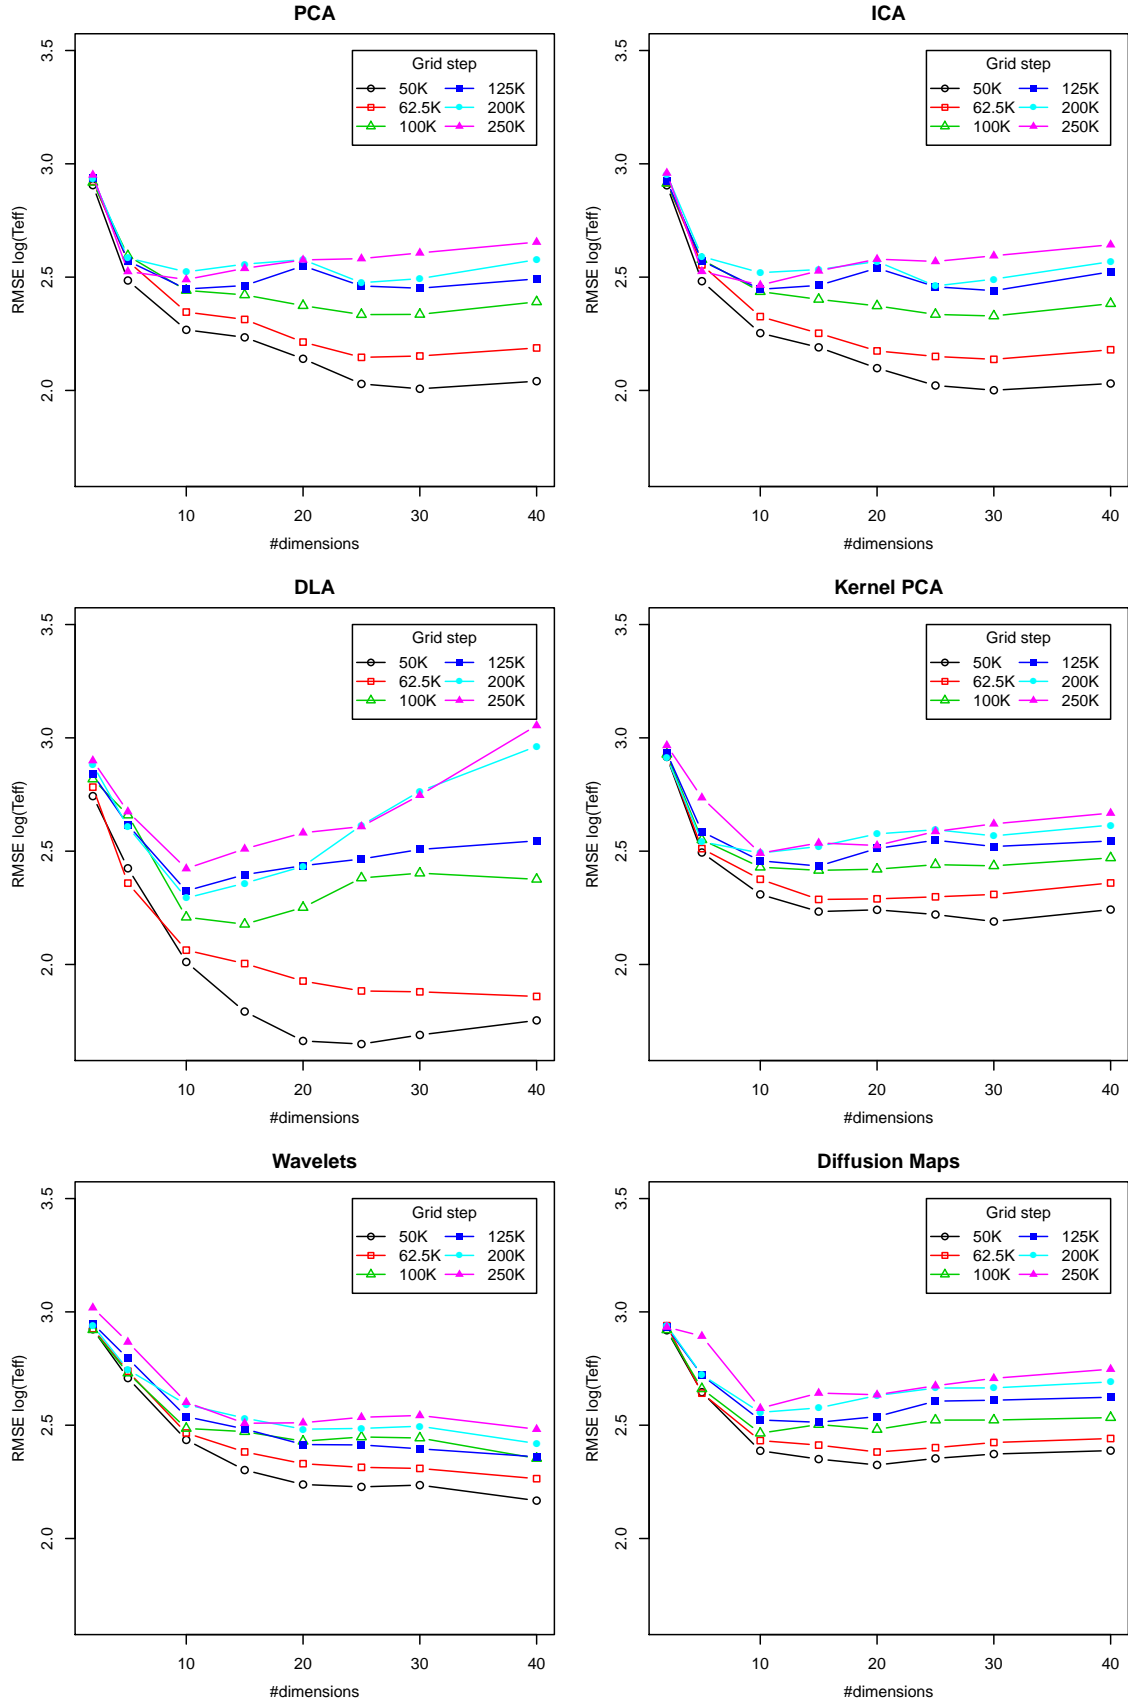 PCA
RMSE log(Teff)
3.5
3.0
2.5
2.0
Grid step
50K 125K
62.5K 200K
100K 250K
10 20 30 40
#dimensions
ICA
RMSE log(Teff)
3.5
3.0
2.5
2.0
Grid step
50K 125K
62.5K 200K
100K 250K
10 20 30 40
#dimensions
DLA
RMSE log(Teff)
3.5
3.0
2.5
2.0
Grid step
50K 125K
62.5K 200K
100K 250K
10 20 30 40
#dimensions
Kernel PCA
RMSE log(Teff)
3.5
3.0
2.5
2.0
Grid step
50K 125K
62.5K 200K
100K 250K
10 20 30 40
#dimensions
Wavelets
RMSE log(Teff)
3.5
3.0
2.5
2.0
Grid step
50K 125K
62.5K 200K
100K 250K
10 20 30 40
#dimensions
Diffusion Maps
RMSE log(Teff)
3.5
3.0
2.5
2.0
Grid step
50K 125K
62.5K 200K
100K 250K
10 20 30 40
#dimensions